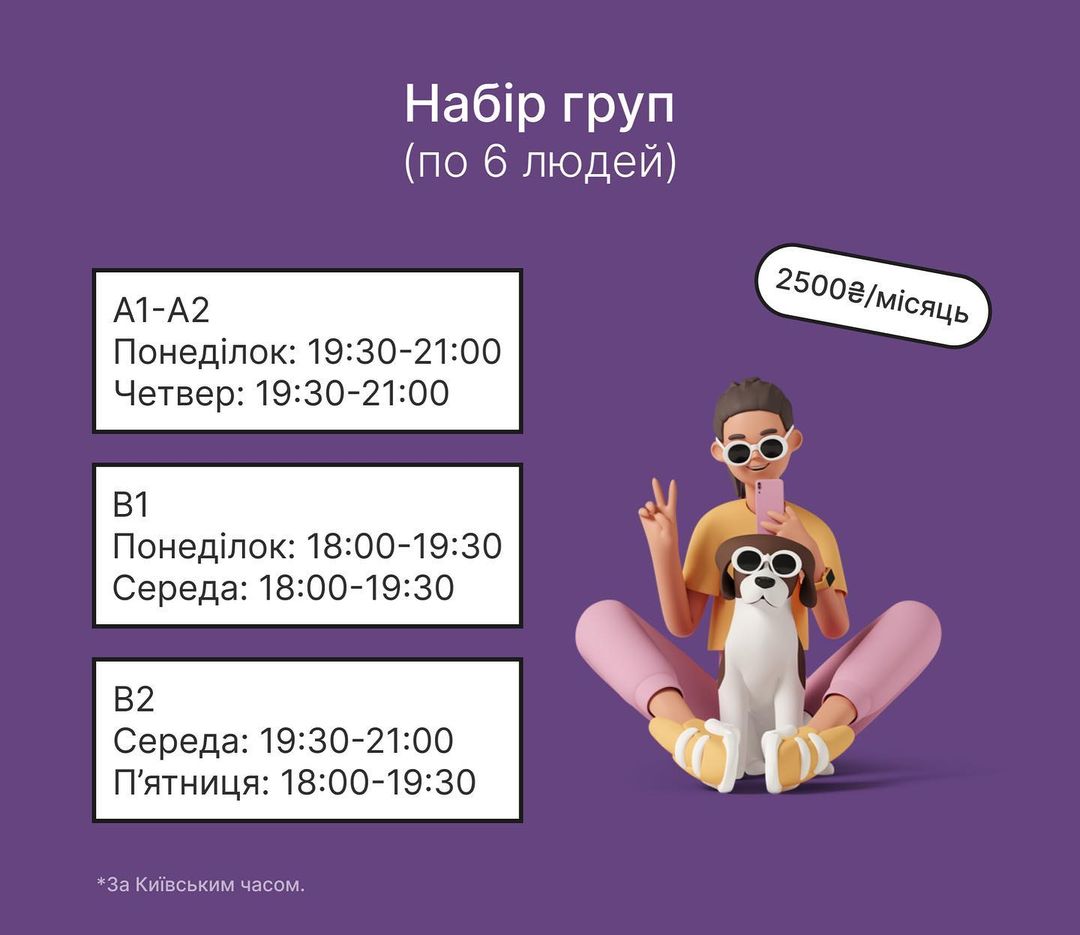 Набір груп
(по 6 людей)
2500₴/місяць
A1-A2
Понеділок: 19:30-21:00
Четвер: 19:30-21:00
B1
Понеділок: 18:00-19:30
Середа: 18:00-19:30
B2
Середа: 19:30-21:00
П’ятниця: 18:00-19:30
*За Київським часом.